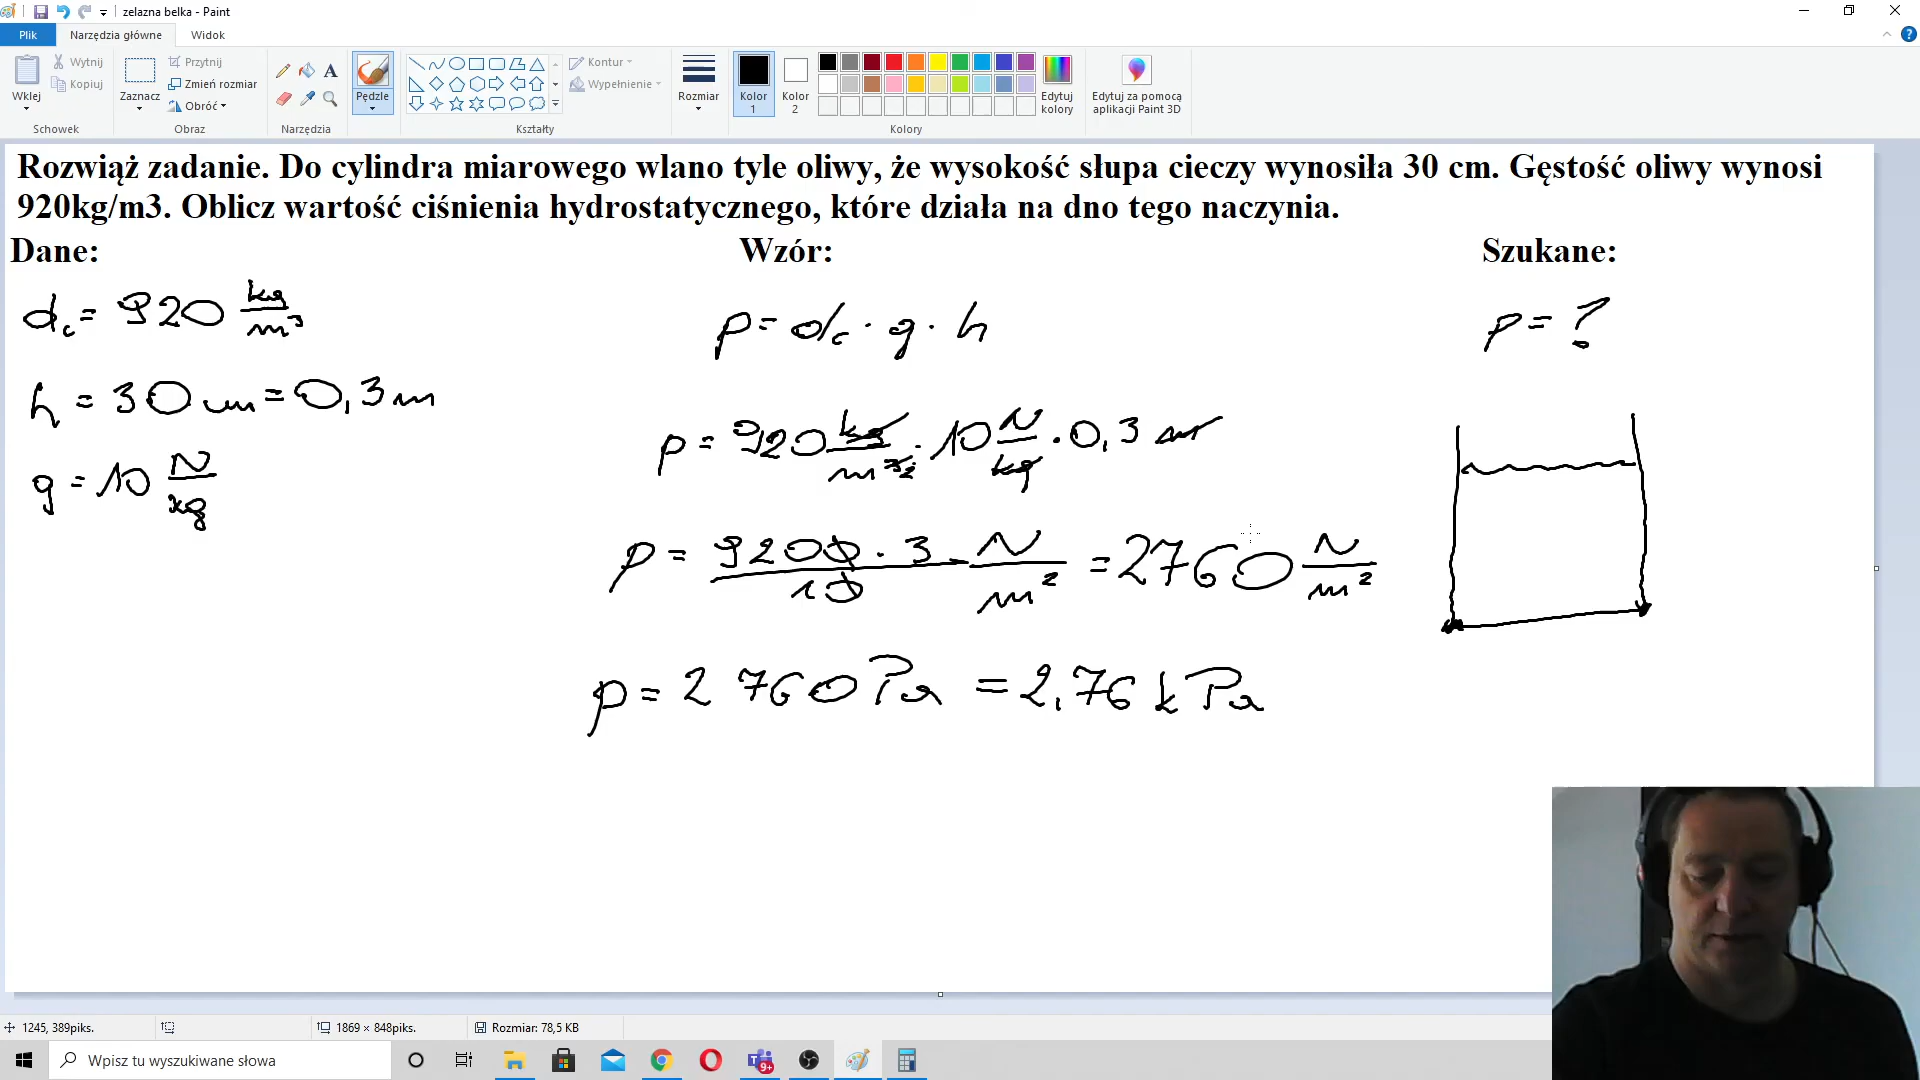 zelazna belka - Paint
Plik Narzędzia główne Widok
Wklej Wytnij Kopiuj Schowek
Zaznacz Przytnij Zmień rozmiar Obróć Obraz
A Narzędzia
Pędzle
Kontur Wypełnienie Kształty
Rozmiar
Kolor 1 Kolor 2 Edytuj kolory Kolory
Edytuj za pomocą aplikacji Paint 3D
Rozwiąż zadanie. Do cylindra miarowego wlano tyle oliwy, że wysokość słupa cieczy wynosiła 30 cm. Gęstość oliwy wynosi
920kg/m3. Oblicz wartość ciśnienia hydrostatycznego, które działa na dno tego naczynia.
Dane: Wzór: Szukane:
dc = 920 kg/m³ p = dc · g · h p = ?
h = 30 cm = 0,3 m
p = 920 kg/m³² · 10 N/kg · 0,3 m
g = 10 N/kg
p = 9200 · 3/10 N/m² = 2760 N/m²
p = 2 760 Pa = 2,76 kPa
1245, 389piks. 1869 × 848piks. Rozmiar: 78,5 KB
Wpisz tu wyszukiwane słowa 9+